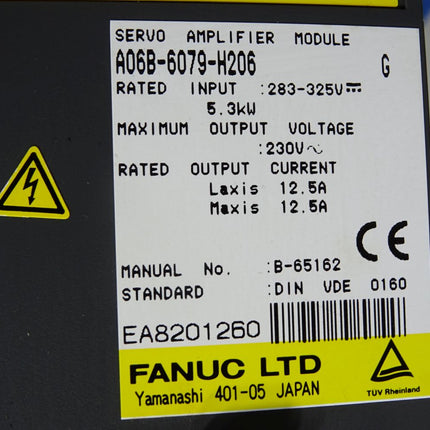 SERVO AMPLIFIER MODULE
A06B-6079-H206 G
RATED INPUT :283-325V⎓
5.3kW
MAXIMUM OUTPUT VOLTAGE
:230V∿
RATED OUTPUT CURRENT
Laxis 12.5A
Maxis 12.5A
CE
MANUAL No. :B-65162
STANDARD :DIN VDE 0160
EA8201260
FANUC LTD
Yamanashi 401-05 JAPAN
TUV Rheinland